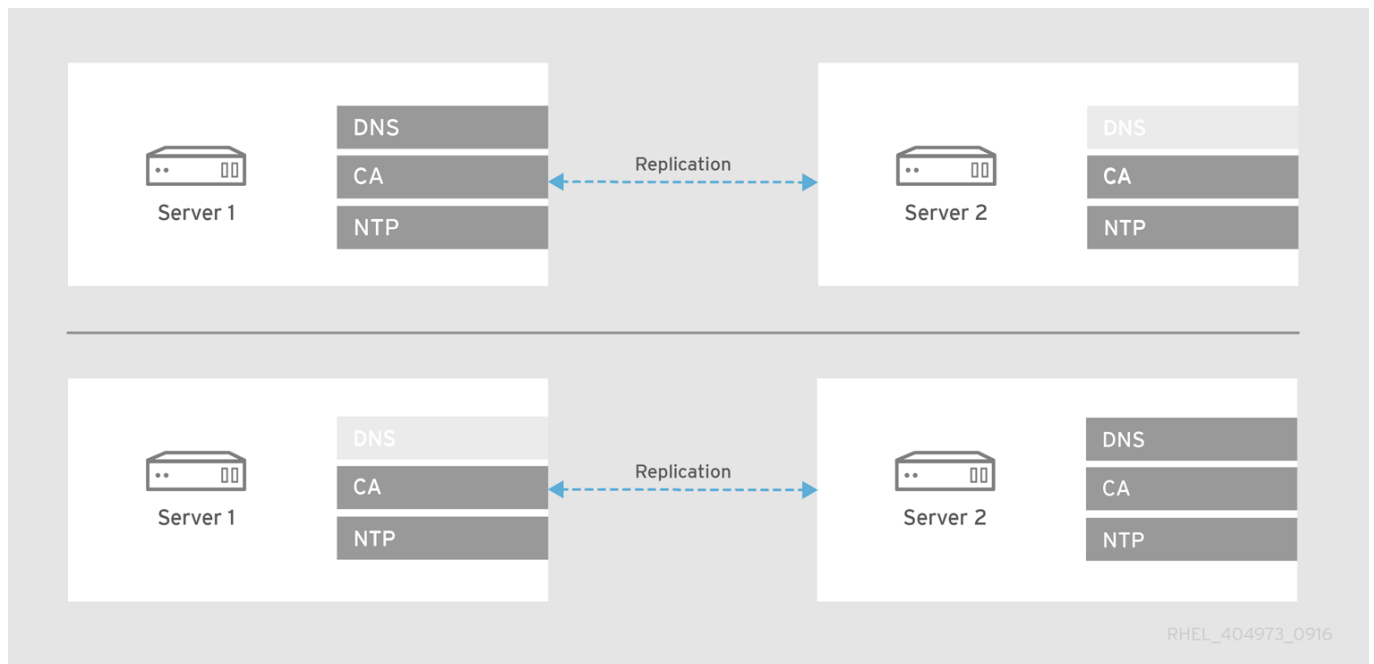 DNS
DNS
Replication
CA
CA
Server 1
Server 2
NTP
NTP
DNS
DNS
Replication
CA
CA
Server 1
Server 2
NTP
NTP
RHEL_404973_0916